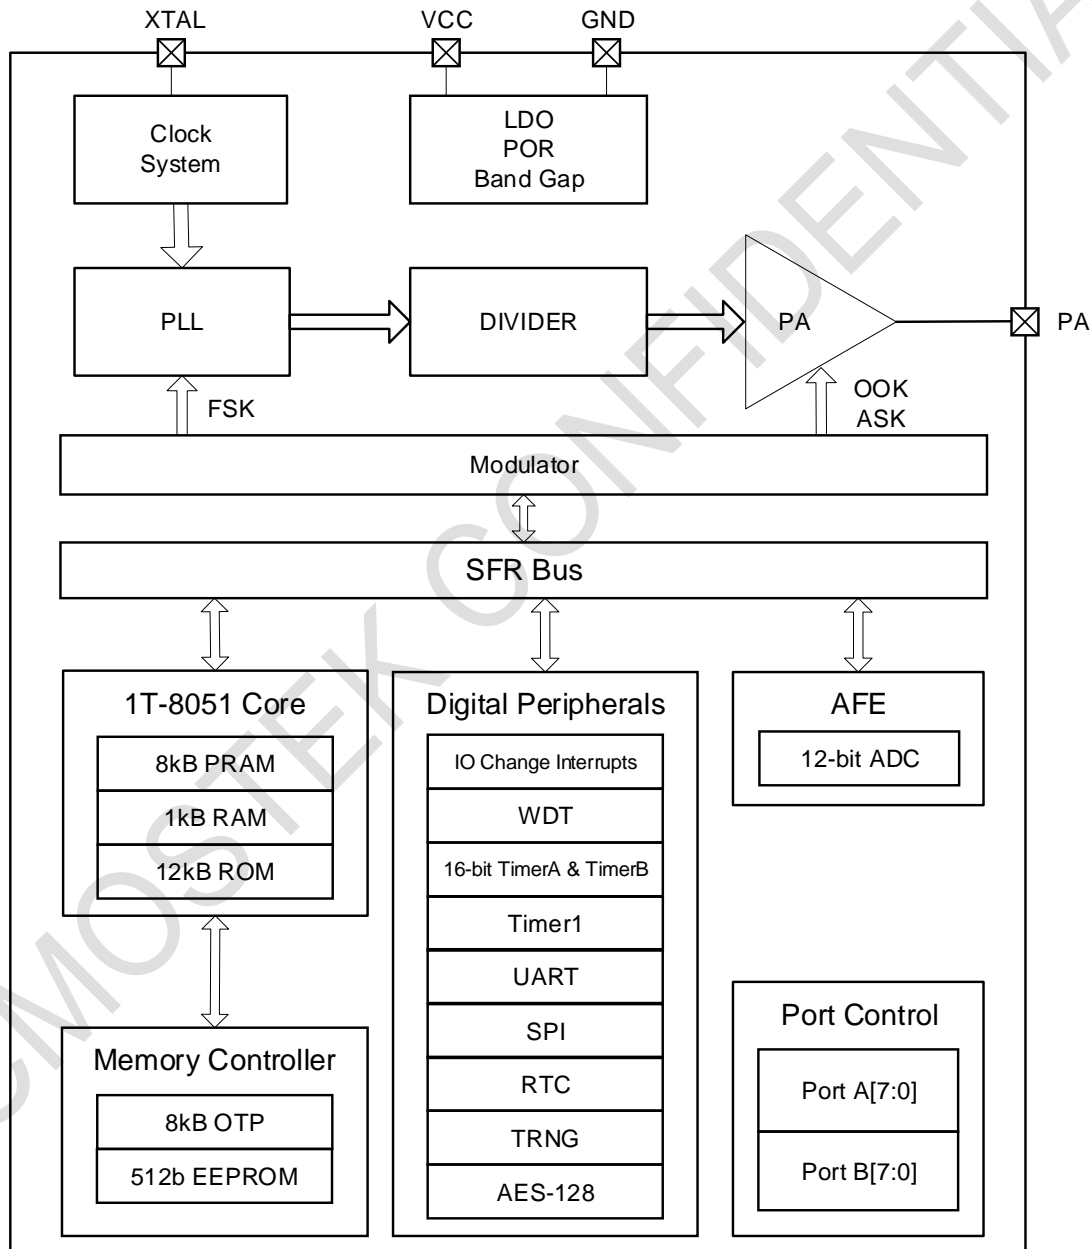 XTAL
VCC
GND
Clock
System
LDO
POR
Band Gap
PLL
DIVIDER
PA
PA
FSK
OOK
ASK
Modulator
SFR Bus
1T-8051 Core
8kB PRAM
1kB RAM
12kB ROM
Digital Peripherals
IO Change Interrupts
WDT
16-bit TimerA & TimerB
Timer1
UART
SPI
RTC
TRNG
AES-128
AFE
12-bit ADC
Memory Controller
8kB OTP
512b EEPROM
Port Control
Port A[7:0]
Port B[7:0]
CMOSTEK CONFIDENTIA